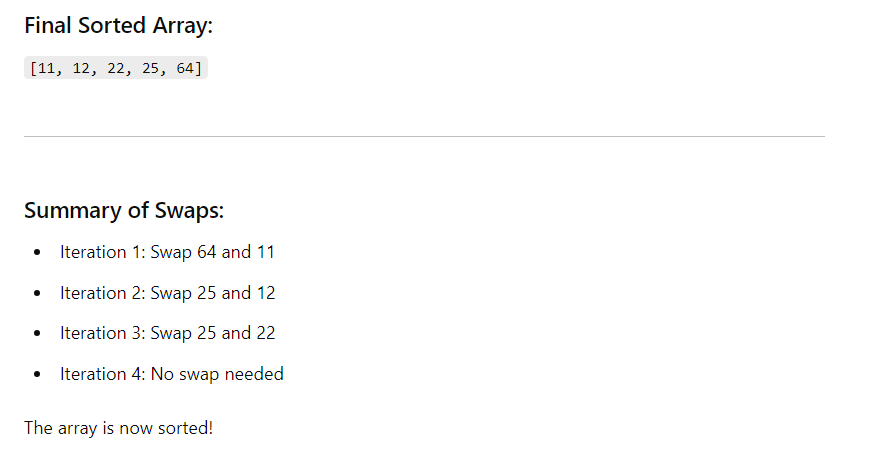 Final Sorted Array:
[11, 12, 22, 25, 64]
Summary of Swaps:
• Iteration 1: Swap 64 and 11
• Iteration 2: Swap 25 and 12
• Iteration 3: Swap 25 and 22
• Iteration 4: No swap needed
The array is now sorted!